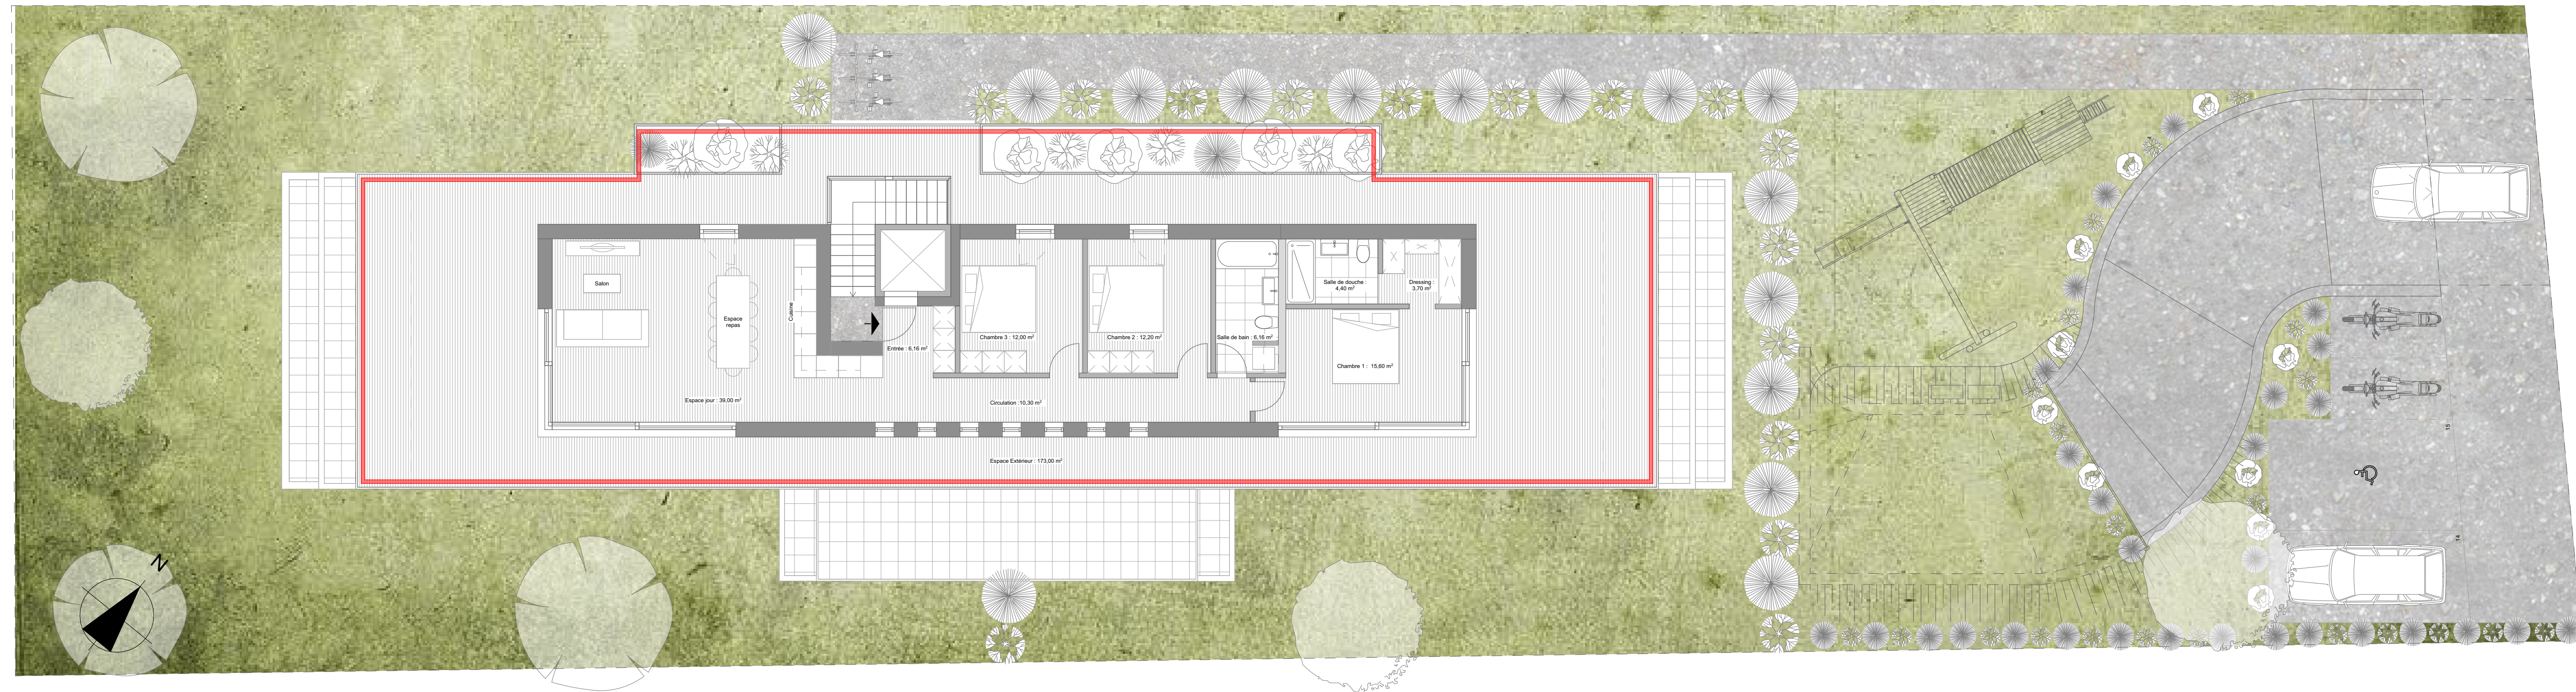 Salon
Espace
repas
Cuisine
Entrée : 6,16 m²
Chambre 3 : 12,00 m²
Chambre 2 : 12,20 m²
Salle de bain : 6,16 m²
Salle de douche :
4,40 m²
Dressing :
3,70 m²
Chambre 1 : 15,60 m²
Espace jour : 39,00 m²
Circulation :10,30 m²
Espace Extérieur : 173,00 m²
15
14
N